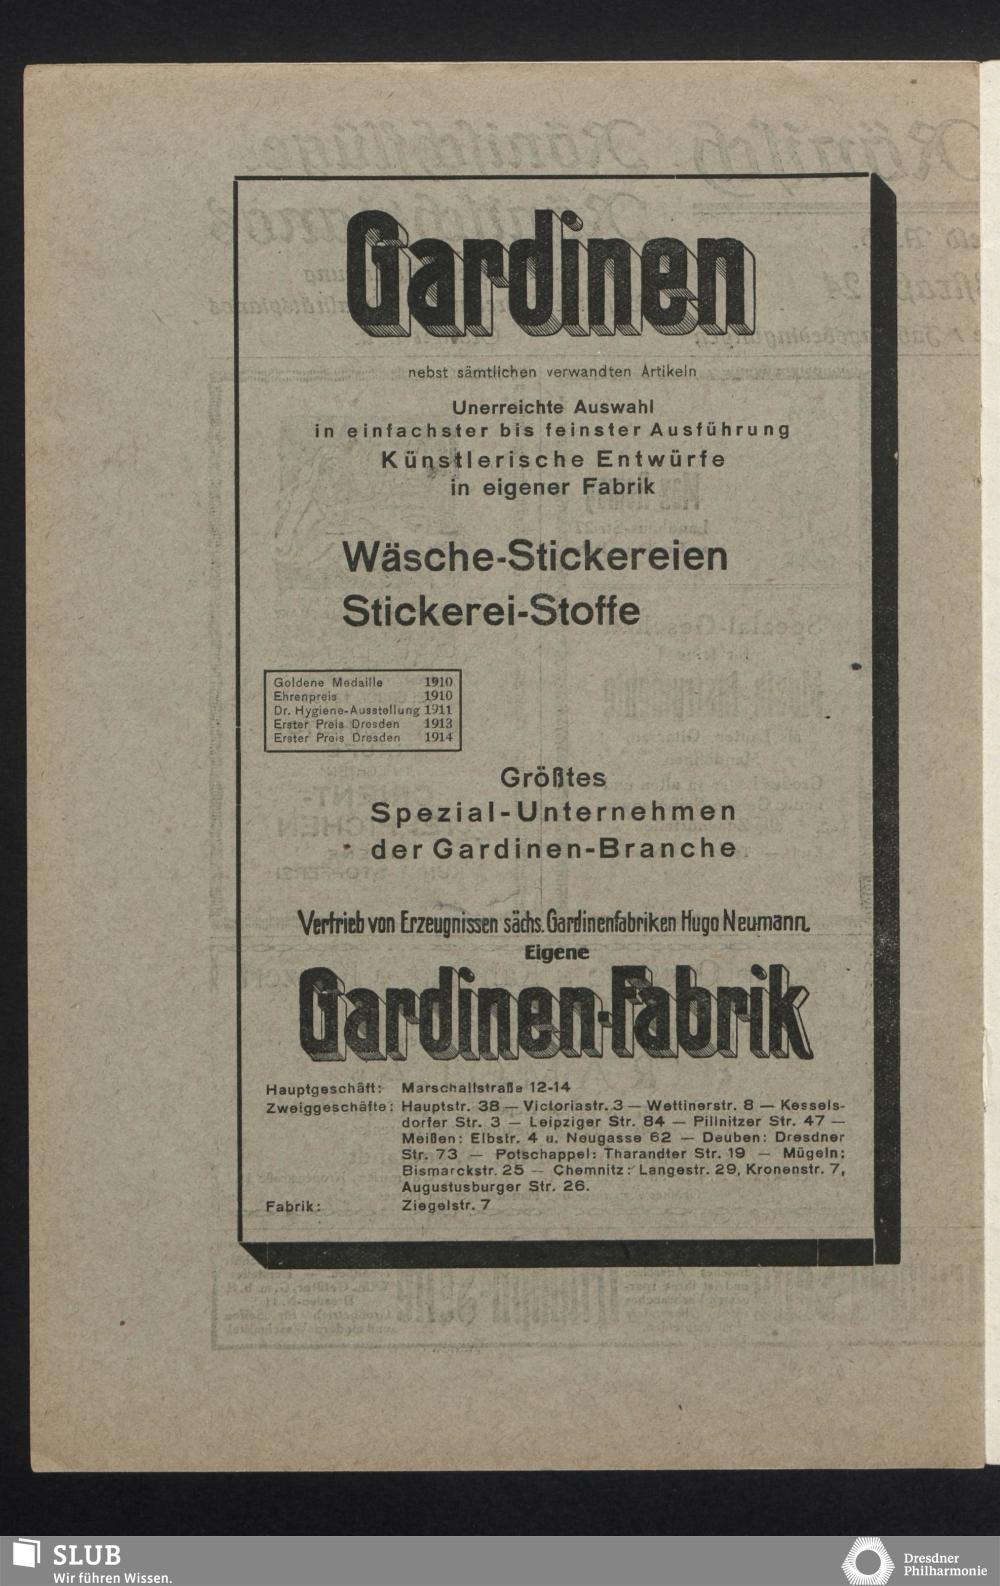 Gardinen
nebst sämtlichen verwandten Artikeln
Unerreichte Auswahl
in einfachster bis feinster Ausführung
Künstlerische Entwürfe
in eigener Fabrik
Wäsche-Stickereien
Stickerei-Stoffe
Goldene Medaille 1910
Ehrenpreis 1910
Dr. Hygiene-Ausstellung 1911
Erster Preis Dresden 1913
Erster Preis Dresden 1914
Größtes
Spezial-Unternehmen
der Gardinen-Branche
Vertrieb von Erzeugnissen sächs. Gardinenfabriken Hugo Neumann.
Eigene
Gardinen-Fabrik
Hauptgeschäft: Marschallstraße 12-14
Zweiggeschäfte: Hauptstr. 38 — Victoriastr. 3 — Wettinerstr. 8 — Kessels-
dorfer Str. 3 — Leipziger Str. 84 — Pillnitzer Str. 47 —
Meißen: Elbstr. 4 u. Neugasse 62 — Deuben: Dresdner
Str. 73 — Potschappel: Tharandter Str. 19 — Mügeln:
Bismarckstr. 25 — Chemnitz: Langestr. 29, Kronenstr. 7,
Augustusburger Str. 26.
Fabrik: Ziegelstr. 7
SLUB
Wir führen Wissen.
Dresdner
Philharmonie